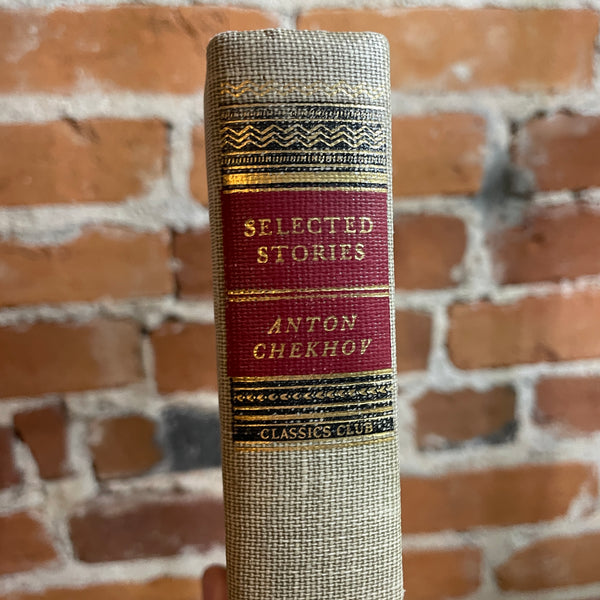 SELECTED
STORIES
ANTON
CHEKHOV
CLASSICS CLUB